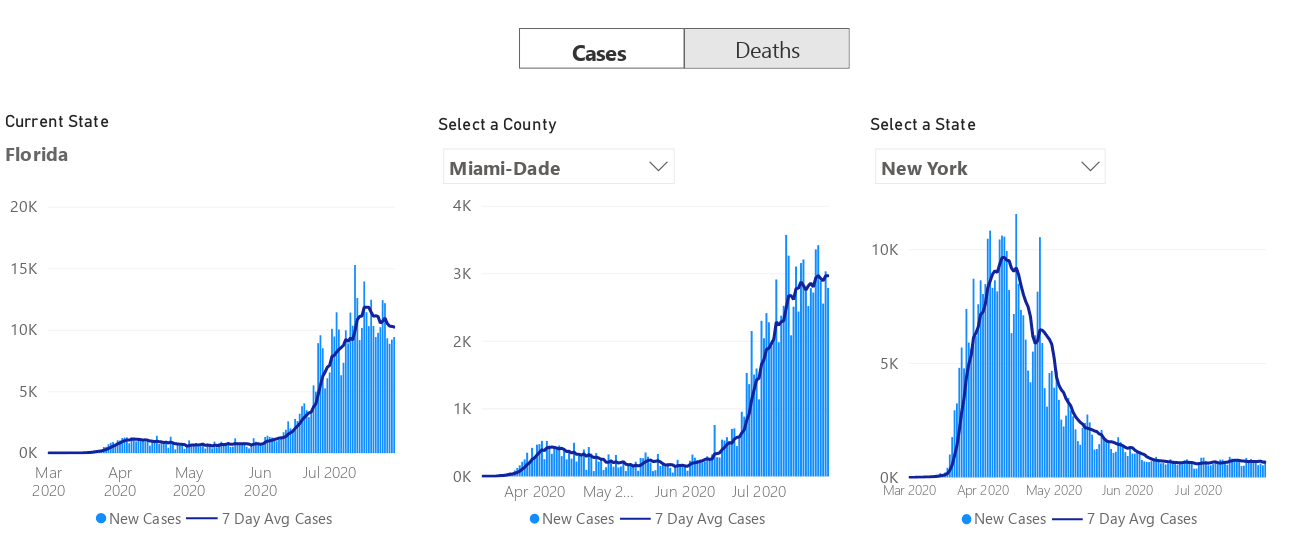 Cases
Deaths
Current State
Florida
20K
15K
10K
5K
0K
Mar 2020
Apr 2020
May 2020
Jun 2020
Jul 2020
New Cases
7 Day Avg Cases
Select a County
Miami-Dade
4K
3K
2K
1K
0K
Apr 2020
May 2...
Jun 2020
Jul 2020
New Cases
7 Day Avg Cases
Select a State
New York
10K
5K
0K
Mar 2020
Apr 2020
May 2020
Jun 2020
Jul 2020
New Cases
7 Day Avg Cases